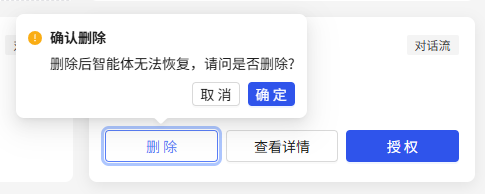 确认删除
删除后智能体无法恢复，请问是否删除?
取 消
确 定
对话流
删 除
查看详情
授 权